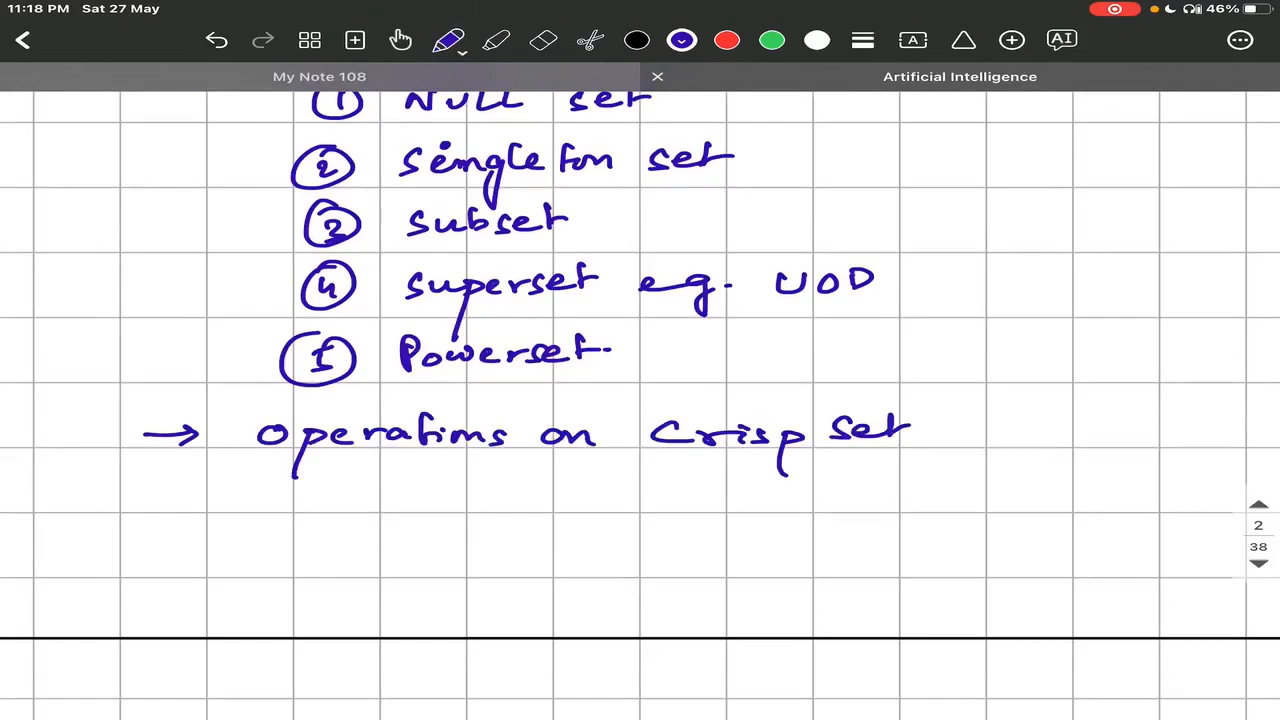 11:18 PM Sat 27 May 46%
A AI
My Note 108 Artificial Intelligence
1 NULL set
2 singleton set
3 subset
4 superset eg. UOD
5 Powerset.
→ operations on Crisp set
2
38